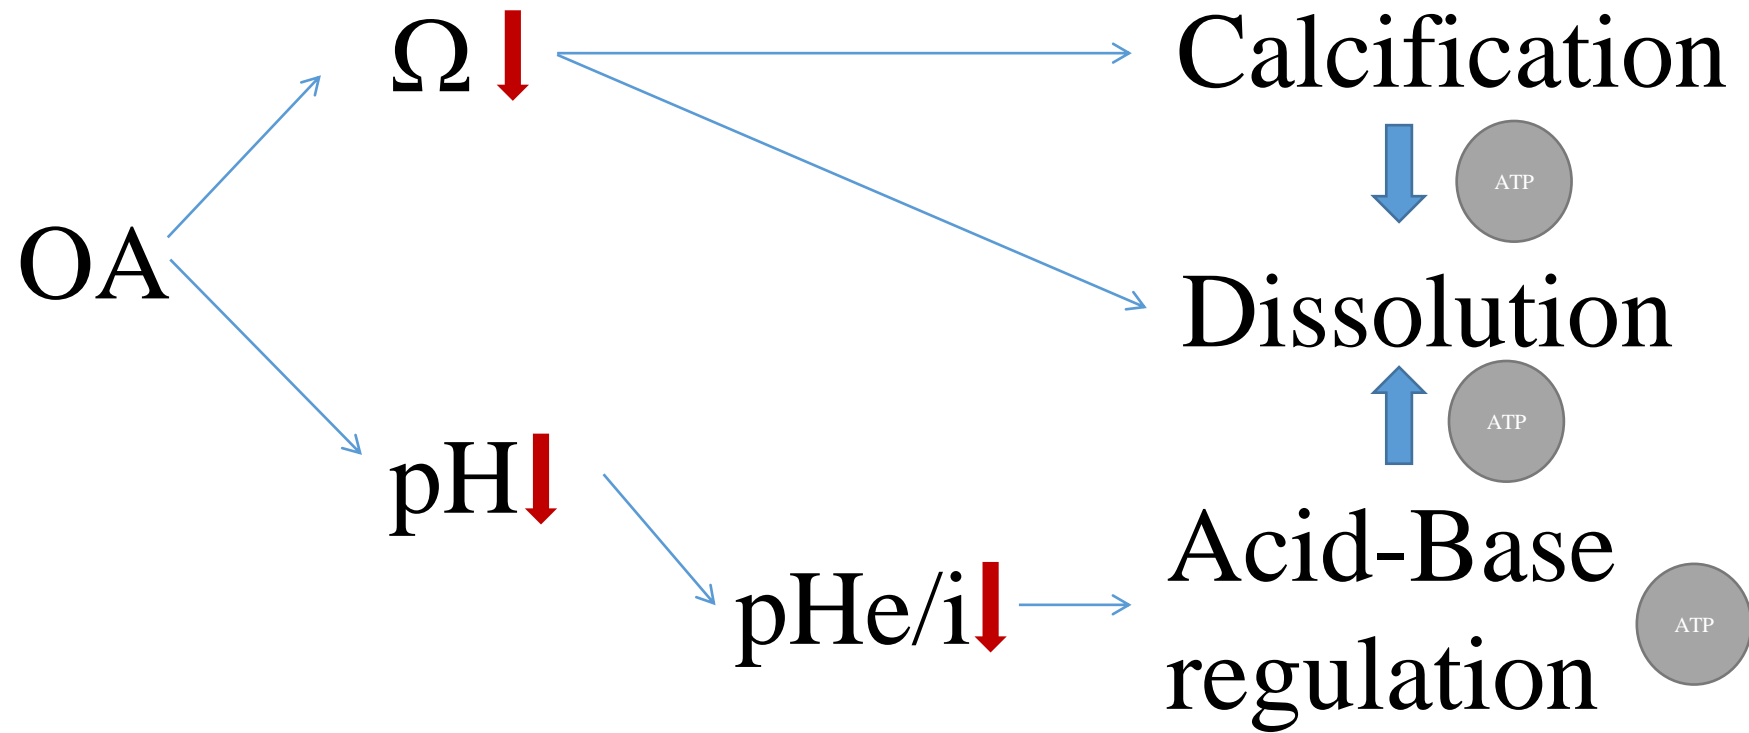 Ω
Calcification
ATP
OA
Dissolution
ATP
pH
pHe/i
Acid-Base
regulation
ATP